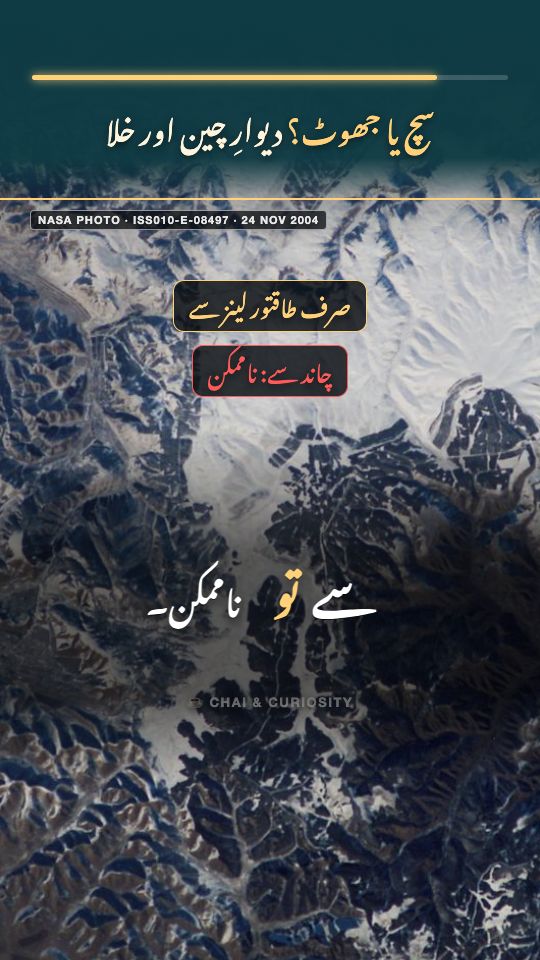 سچ یا جھوٹ؟ دیوارِ چین اور خلا
NASA PHOTO · ISS010-E-08497 · 24 NOV 2004
صرف طاقتور لینز سے
چاند سے: ناممکن
سے تو ناممکن۔
CHAI & CURIOSITY